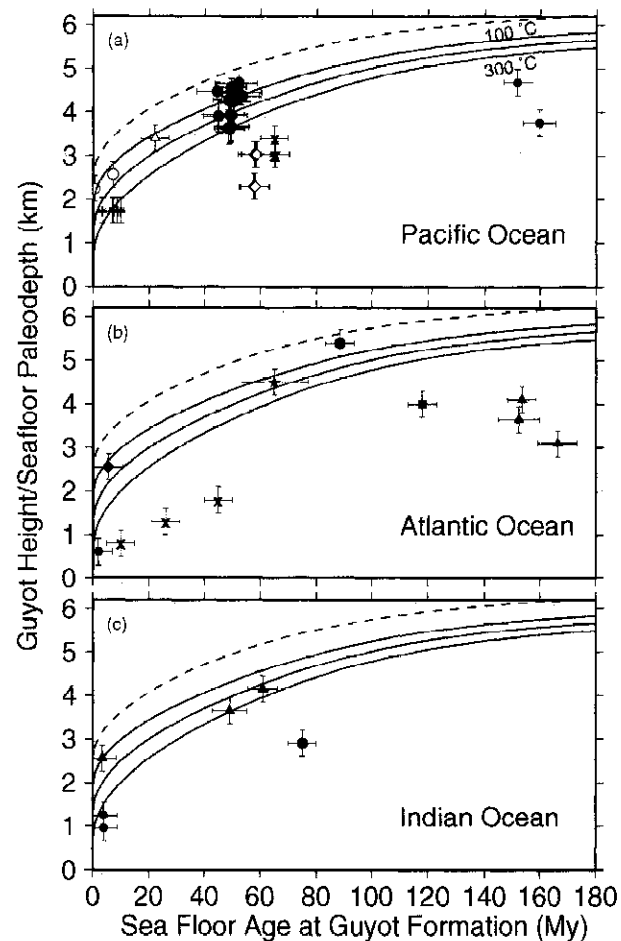 (a)
100 °C
300 °C
Pacific Ocean
6
5
4
3
2
1
0
(b)
Atlantic Ocean
6
5
4
3
2
1
0
(c)
Indian Ocean
6
5
4
3
2
1
0
0 20 40 60 80 100 120 140 160 180
Guyot Height/Seafloor Paleodepth (km)
Sea Floor Age at Guyot Formation (My)